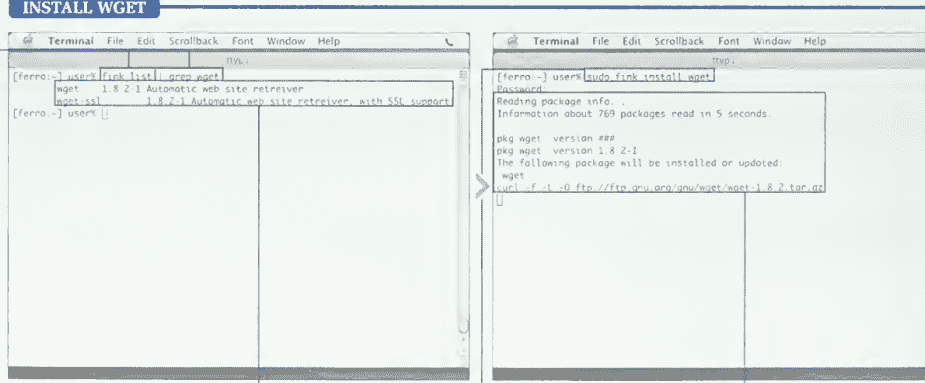 INSTALL WGET
Terminal File Edit Scrollback Font Window Help
[ferro:~] user% fink list | grep wget
wget 1.8.2-1 Automatic web site retreiver
wget-ssl 1.8.2-1 Automatic web site retreiver, with SSL support
[ferro:~] user%
Terminal File Edit Scrollback Font Window Help
ttyp1
[ferro:~] user% sudo fink install wget
Password:
Reading package info...
Information about 769 packages read in 5 seconds.
pkg wget version ###
pkg wget version 1.8.2-1
The following package will be installed or updated:
wget
curl -f -L -O ftp://ftp.gnu.org/gnu/wget/wget-1.8.2.tar.gz